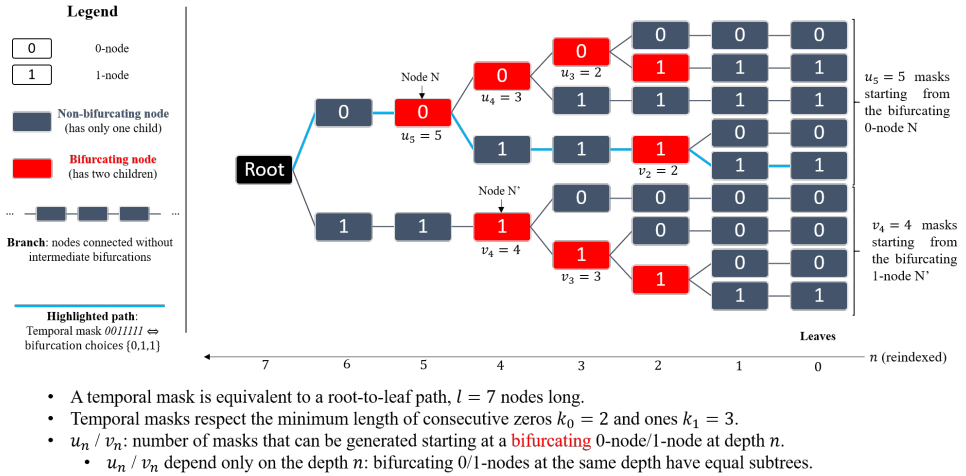 Legend
0 0-node
1 1-node
Non-bifurcating node
(has only one child)
Bifurcating node
(has two children)
... ...
Branch: nodes connected without
intermediate bifurcations
Highlighted path:
Temporal mask 0011111 ⇔
bifurcation choices {0,1,1}
0 0 0
0
u₃ = 2
Node N
0
u₄ = 3
1 1 1
0 0
u₅ = 5
1 1 1 1
0 0
1 1 1
v₂ = 2
1 1
Root
Node N'
0 0 0 0
1 1 1
v₄ = 4
0 0 0
1
v₃ = 3
0 0
1
1 1
u₅ = 5 masks
starting from
the bifurcating
0-node N
v₄ = 4 masks
starting from
the bifurcating
1-node N'
Leaves
7 6 5 4 3 2 1 0 n (reindexed)
• A temporal mask is equivalent to a root-to-leaf path, l = 7 nodes long.
• Temporal masks respect the minimum length of consecutive zeros k₀ = 2 and ones k₁ = 3.
• uₙ / vₙ: number of masks that can be generated starting at a bifurcating 0-node/1-node at depth n.
• uₙ / vₙ depend only on the depth n: bifurcating 0/1-nodes at the same depth have equal subtrees.